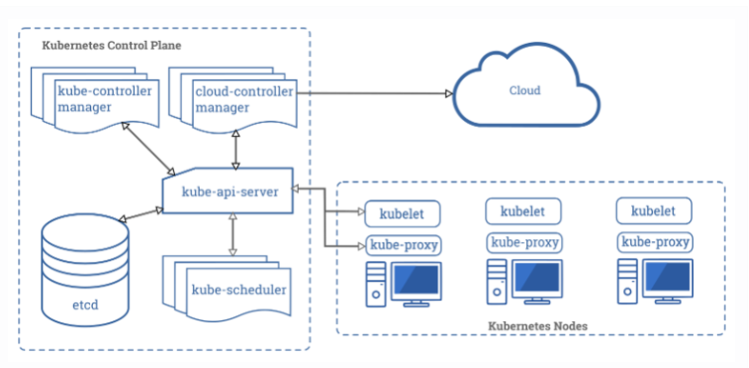 Kubernetes Control Plane
kube-controller
manager
cloud-controller
manager
Cloud
kube-api-server
kubelet
kubelet
kubelet
kube-proxy
kube-proxy
kube-proxy
etcd
kube-scheduler
Kubernetes Nodes